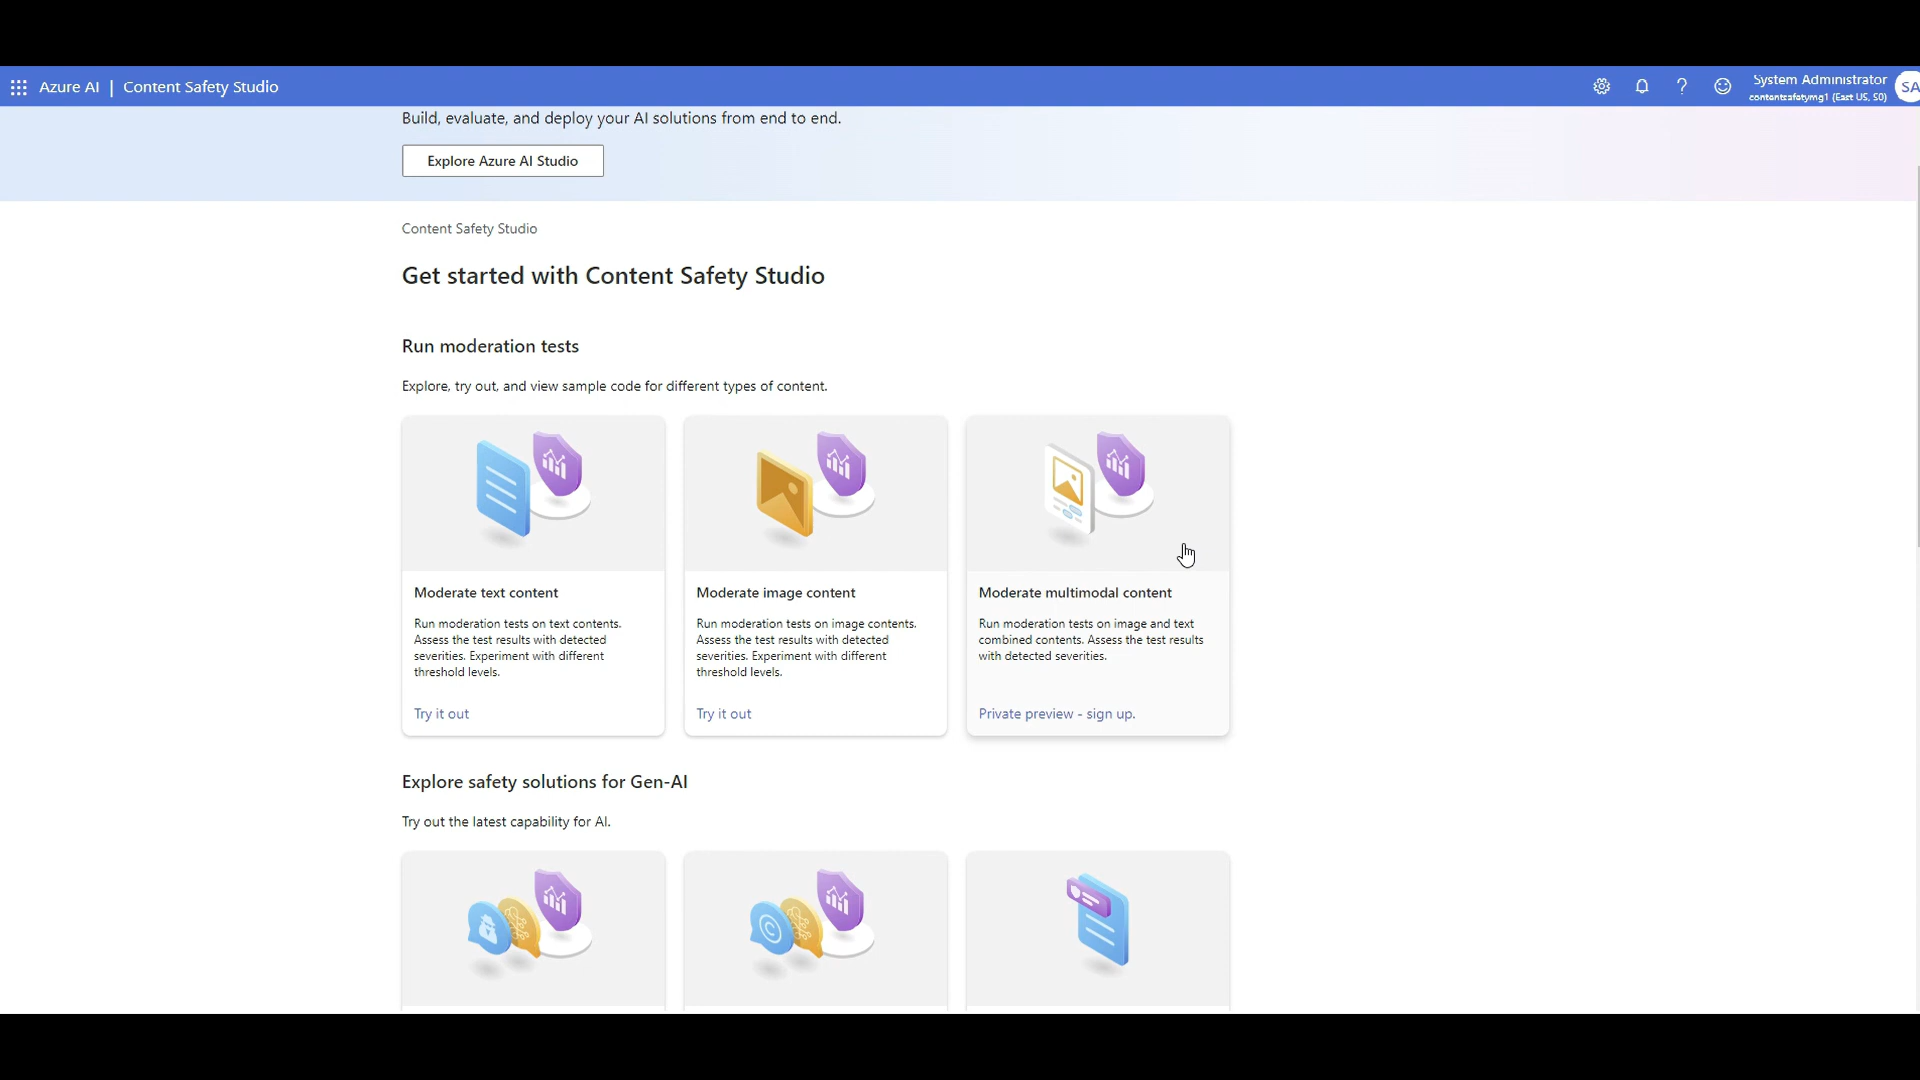 Azure AI | Content Safety Studio
System Administrator
contentsafetymg1 (East US, S0)
SA
Build, evaluate, and deploy your AI solutions from end to end.
Explore Azure AI Studio
Content Safety Studio
Get started with Content Safety Studio
Run moderation tests
Explore, try out, and view sample code for different types of content.
Moderate text content
Run moderation tests on text contents.
Assess the test results with detected
severities. Experiment with different
threshold levels.
Try it out
Moderate image content
Run moderation tests on image contents.
Assess the test results with detected
severities. Experiment with different
threshold levels.
Try it out
Moderate multimodal content
Run moderation tests on image and text
combined contents. Assess the test results
with detected severities.
Private preview - sign up.
Explore safety solutions for Gen-AI
Try out the latest capability for AI.